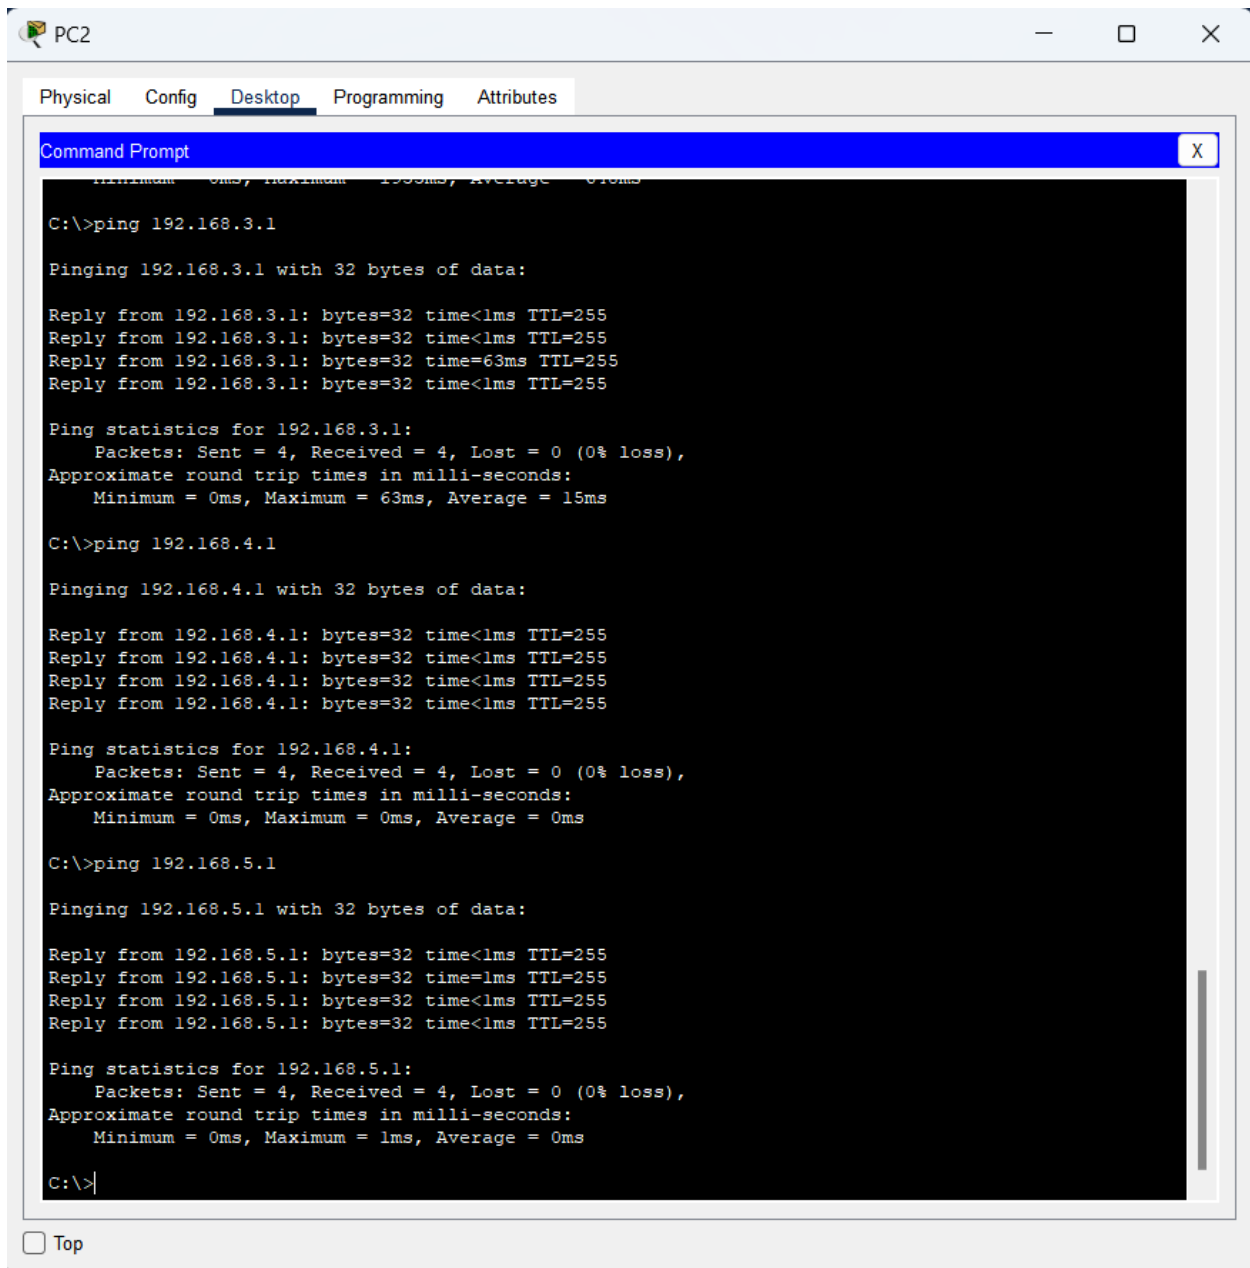 PC2
Physical Config Desktop Programming Attributes
Command Prompt
X
C:\>ping 192.168.3.1
Pinging 192.168.3.1 with 32 bytes of data:
Reply from 192.168.3.1: bytes=32 time<1ms TTL=255
Reply from 192.168.3.1: bytes=32 time<1ms TTL=255
Reply from 192.168.3.1: bytes=32 time=63ms TTL=255
Reply from 192.168.3.1: bytes=32 time<1ms TTL=255
Ping statistics for 192.168.3.1:
Packets: Sent = 4, Received = 4, Lost = 0 (0% loss),
Approximate round trip times in milli-seconds:
Minimum = 0ms, Maximum = 63ms, Average = 15ms
C:\>ping 192.168.4.1
Pinging 192.168.4.1 with 32 bytes of data:
Reply from 192.168.4.1: bytes=32 time<1ms TTL=255
Reply from 192.168.4.1: bytes=32 time<1ms TTL=255
Reply from 192.168.4.1: bytes=32 time<1ms TTL=255
Reply from 192.168.4.1: bytes=32 time<1ms TTL=255
Ping statistics for 192.168.4.1:
Packets: Sent = 4, Received = 4, Lost = 0 (0% loss),
Approximate round trip times in milli-seconds:
Minimum = 0ms, Maximum = 0ms, Average = 0ms
C:\>ping 192.168.5.1
Pinging 192.168.5.1 with 32 bytes of data:
Reply from 192.168.5.1: bytes=32 time<1ms TTL=255
Reply from 192.168.5.1: bytes=32 time=1ms TTL=255
Reply from 192.168.5.1: bytes=32 time<1ms TTL=255
Reply from 192.168.5.1: bytes=32 time<1ms TTL=255
Ping statistics for 192.168.5.1:
Packets: Sent = 4, Received = 4, Lost = 0 (0% loss),
Approximate round trip times in milli-seconds:
Minimum = 0ms, Maximum = 1ms, Average = 0ms
C:\>
Top